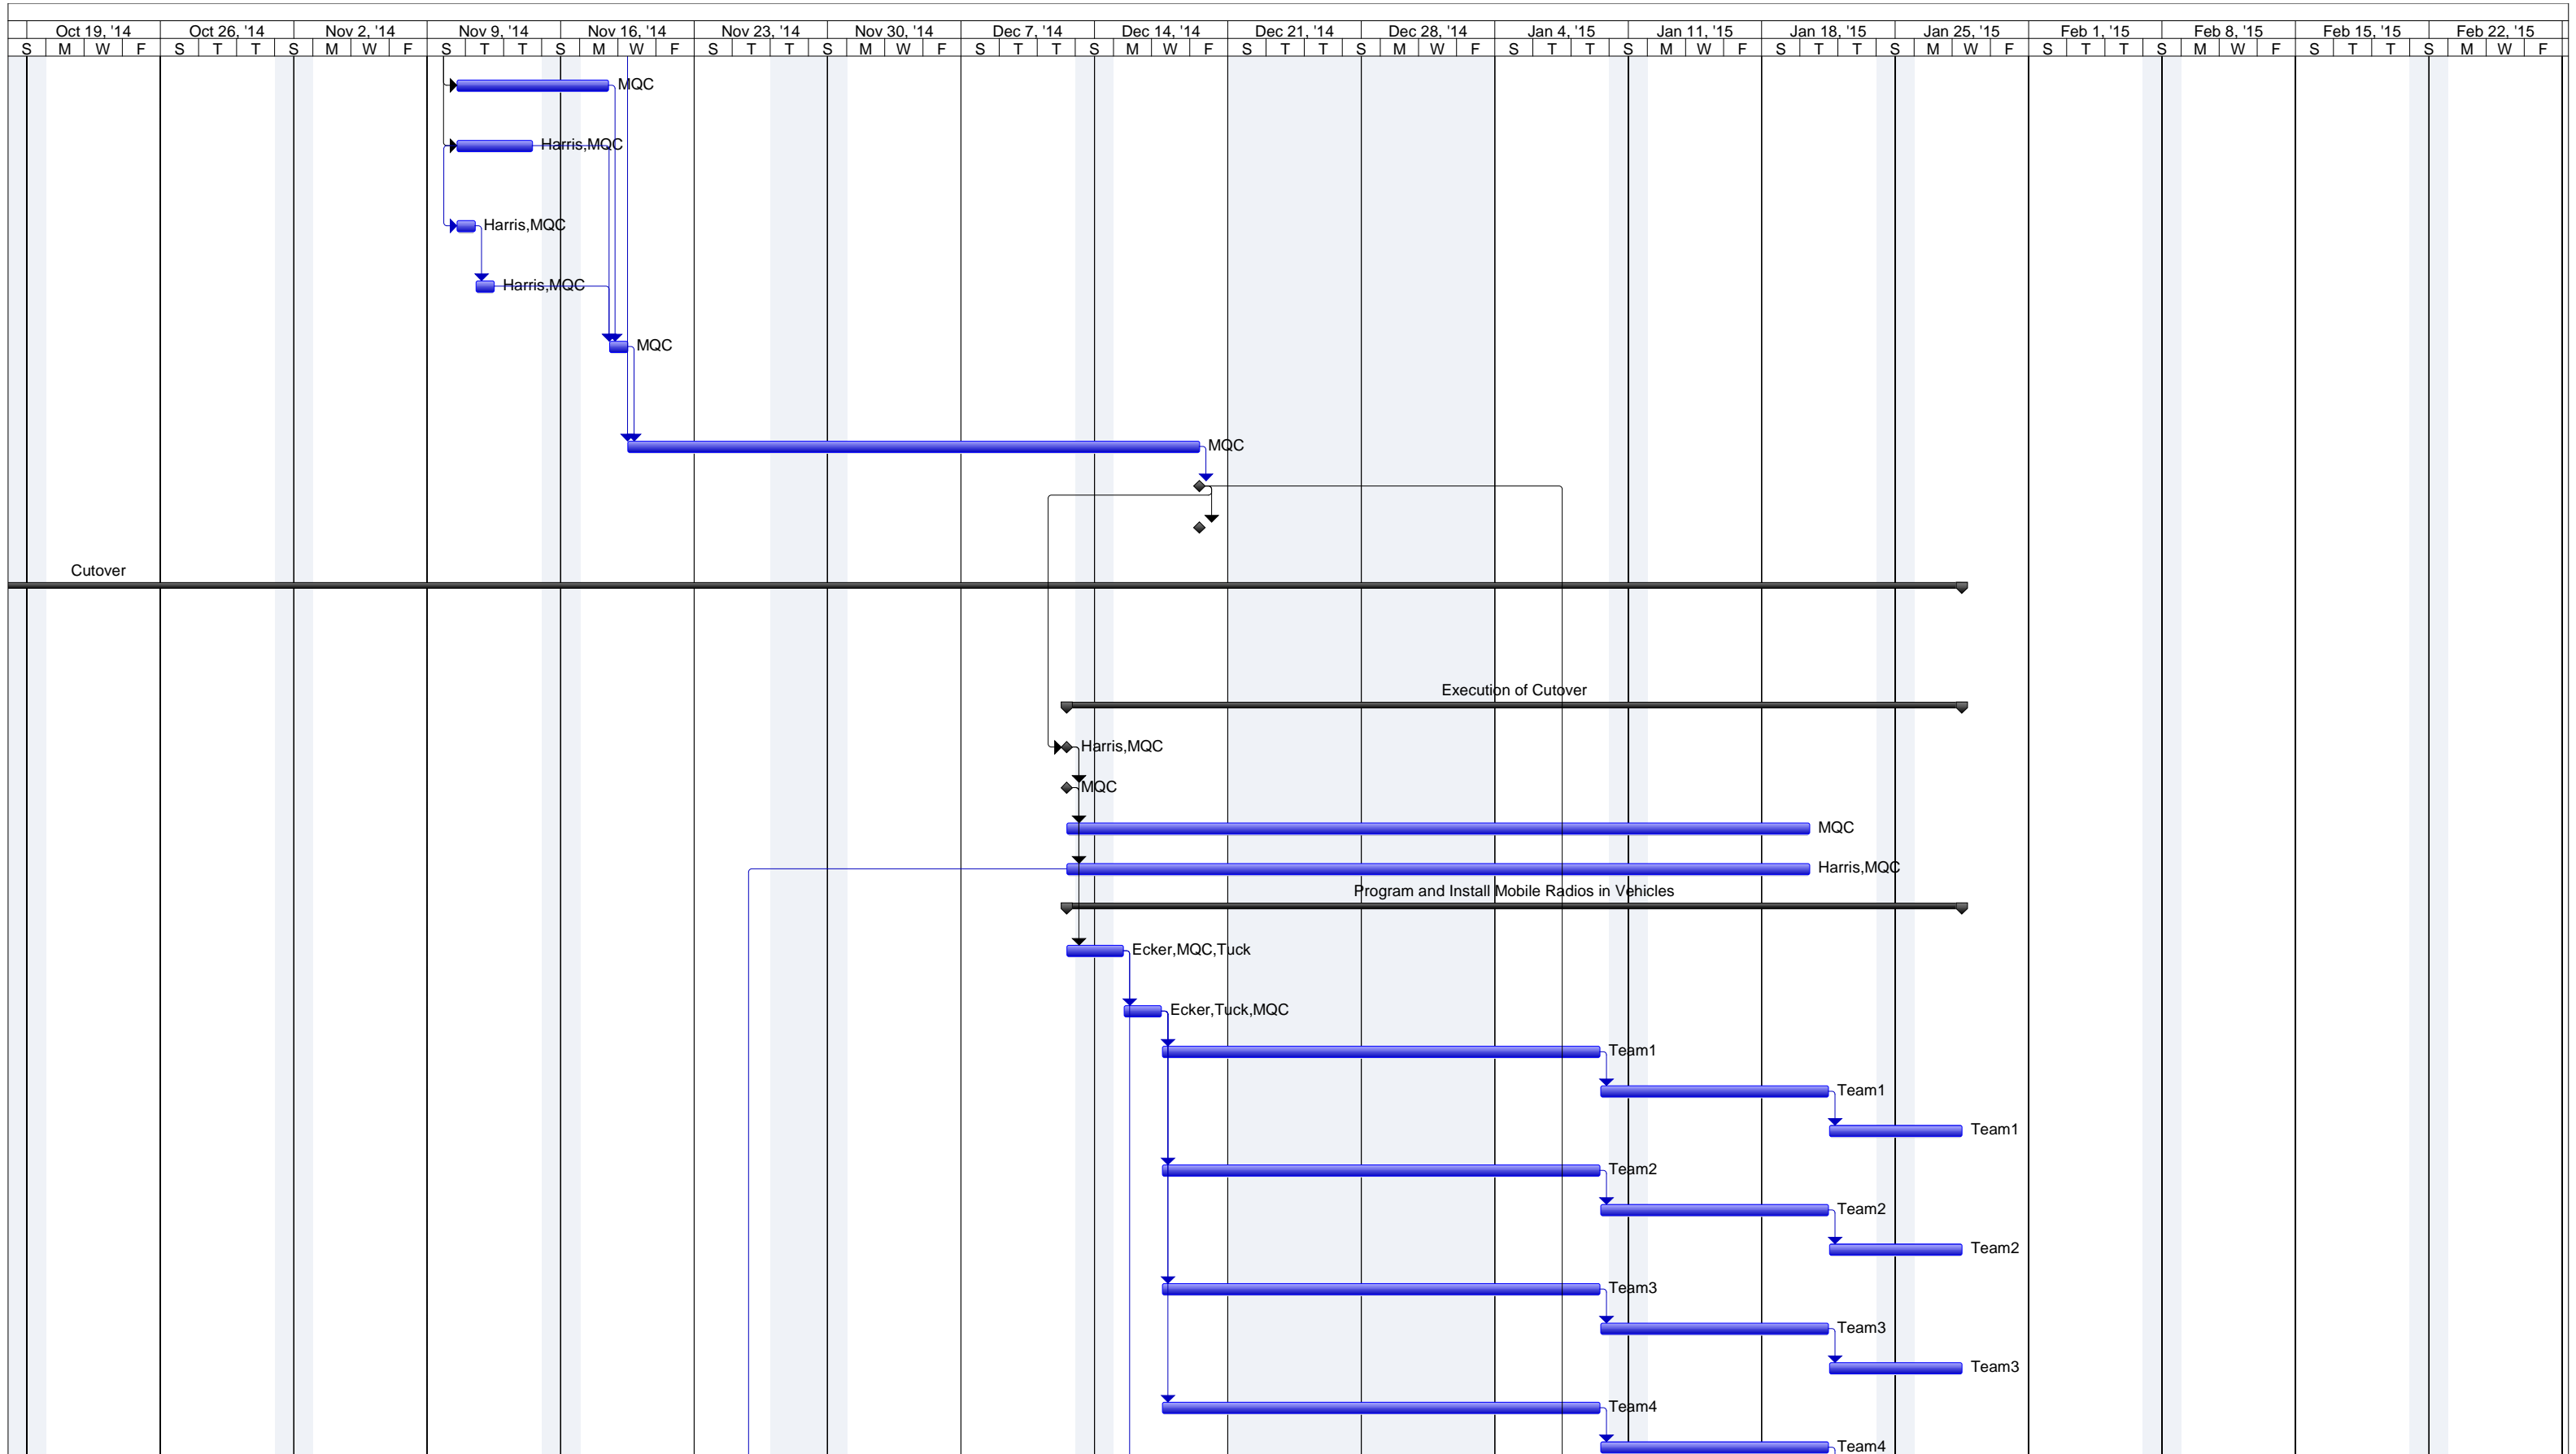 Oct 19, '14 Oct 26, '14 Nov 2, '14 Nov 9, '14 Nov 16, '14 Nov 23, '14 Nov 30, '14 Dec 7, '14 Dec 14, '14 Dec 21, '14 Dec 28, '14 Jan 4, '15 Jan 11, '15 Jan 18, '15 Jan 25, '15 Feb 1, '15 Feb 8, '15 Feb 15, '15 Feb 22, '15
S M W F S T T S M W F S T T S M W F S T T S M W F S T T S M W F S T T S M W F S T T S M W F S T T S M W F S T T S M W F S T T S M W F
MQC
Harris,MQC
Harris,MQC
Harris,MQC
MQC
MQC
Cutover
Execution of Cutover
Harris,MQC
MQC
MQC
Harris,MQC
Program and Install Mobile Radios in Vehicles
Ecker,MQC,Tuck
Ecker,Tuck,MQC
Team1
Team1
Team1
Team2
Team2
Team2
Team3
Team3
Team3
Team4
Team4